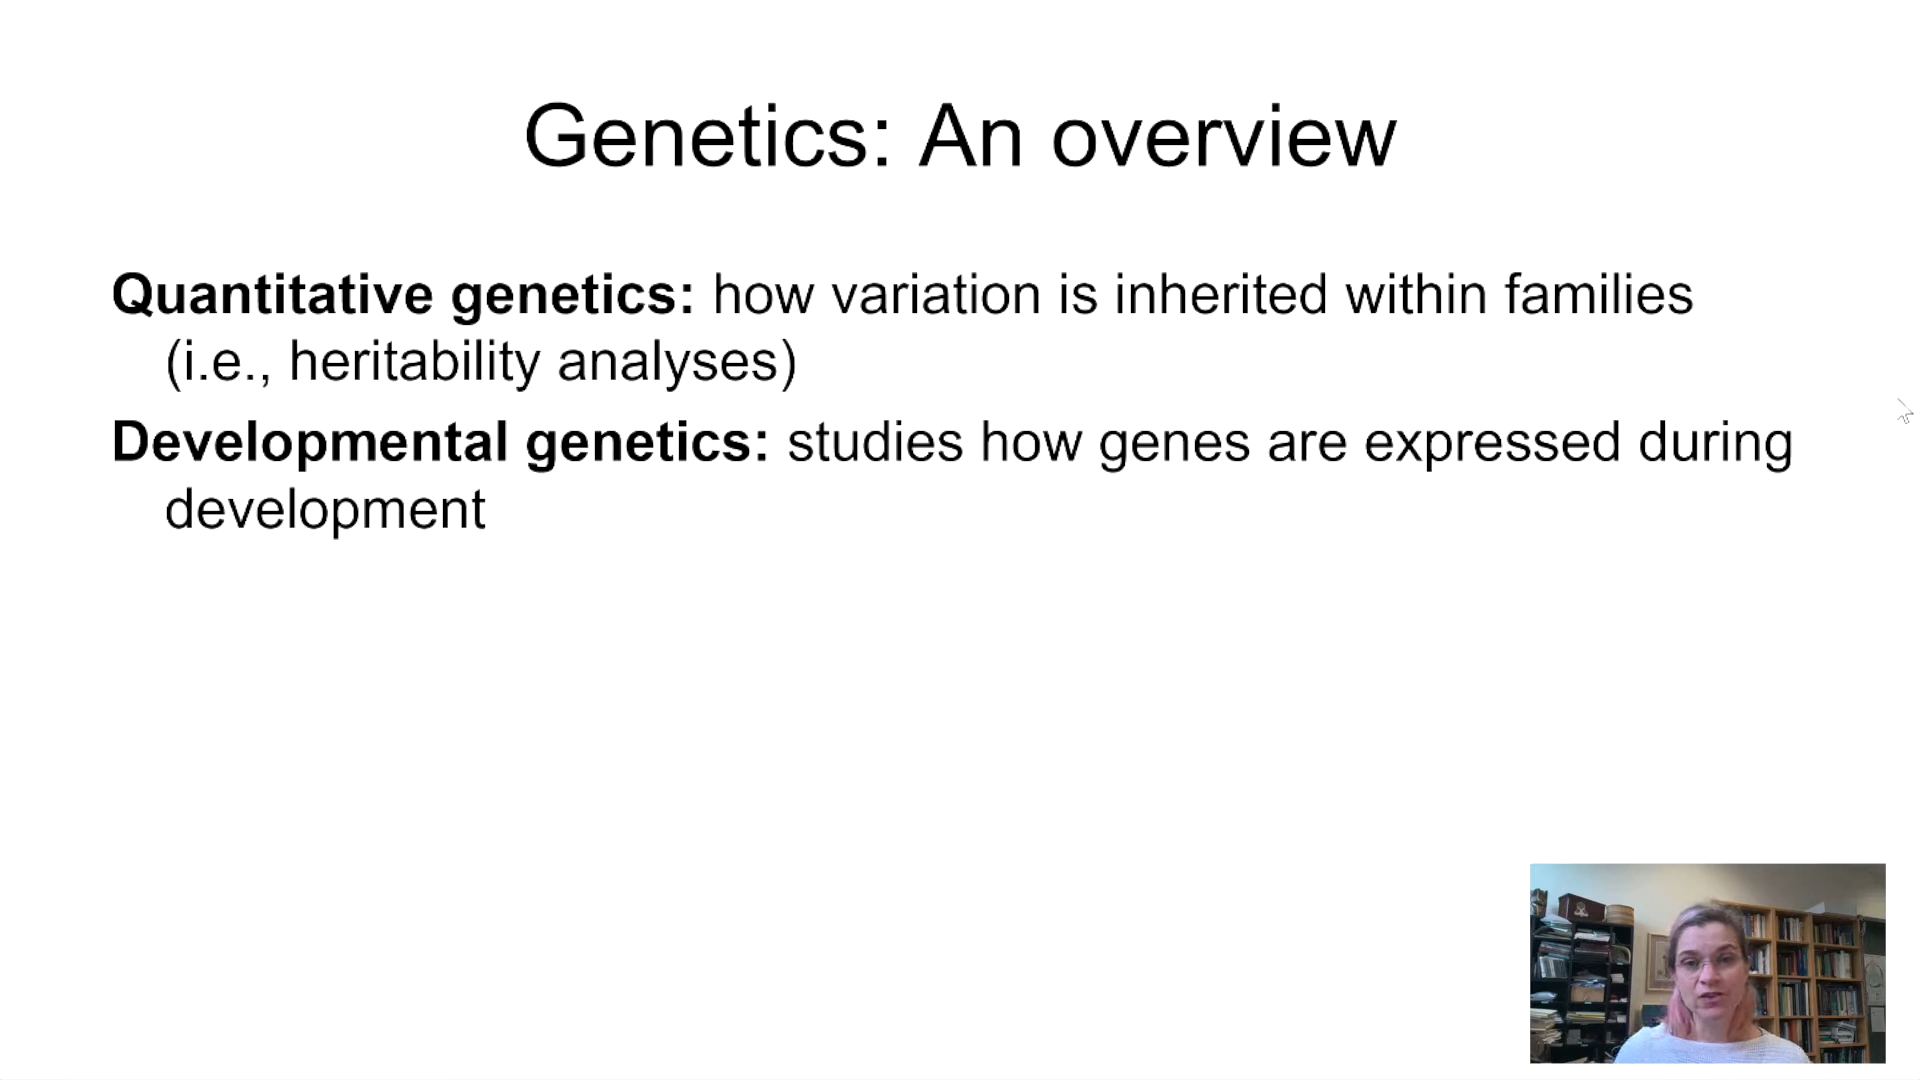 Genetics: An overview
Quantitative genetics: how variation is inherited within families
(i.e., heritability analyses)
Developmental genetics: studies how genes are expressed during
development